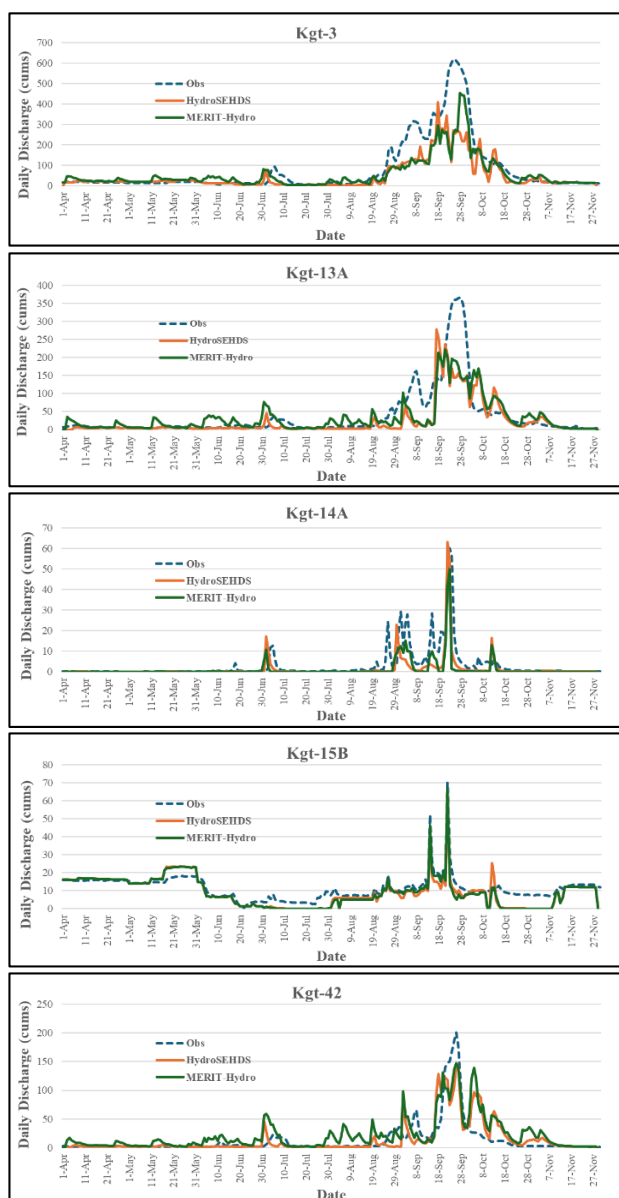 Kgt-3
Daily Discharge (cums)
700
600
500
400
300
200
100
0
Obs
HydroSEHDS
MERIT-Hydro
1-Apr
11-Apr
21-Apr
1-May
11-May
21-May
31-May
10-Jun
20-Jun
30-Jun
10-Jul
20-Jul
30-Jul
9-Aug
19-Aug
29-Aug
8-Sep
18-Sep
28-Sep
8-Oct
18-Oct
28-Oct
7-Nov
17-Nov
27-Nov
Date
Kgt-13A
Daily Discharge (cums)
400
350
300
250
200
150
100
50
0
Obs
HydroSEHDS
MERIT-Hydro
1-Apr
11-Apr
21-Apr
1-May
11-May
21-May
31-May
10-Jun
20-Jun
30-Jun
10-Jul
20-Jul
30-Jul
9-Aug
19-Aug
29-Aug
8-Sep
18-Sep
28-Sep
8-Oct
18-Oct
28-Oct
7-Nov
17-Nov
27-Nov
Date
Kgt-14A
Daily Discharge (cums)
70
60
50
40
30
20
10
0
Obs
HydroSEHDS
MERIT-Hydro
1-Apr
11-Apr
21-Apr
1-May
11-May
21-May
31-May
10-Jun
20-Jun
30-Jun
10-Jul
20-Jul
30-Jul
9-Aug
19-Aug
29-Aug
8-Sep
18-Sep
28-Sep
8-Oct
18-Oct
28-Oct
7-Nov
17-Nov
27-Nov
Date
Kgt-15B
Daily Discharge (cums)
80
70
60
50
40
30
20
10
0
Obs
HydroSEHDS
MERIT-Hydro
1-Apr
11-Apr
21-Apr
1-May
11-May
21-May
31-May
10-Jun
20-Jun
30-Jun
10-Jul
20-Jul
30-Jul
9-Aug
19-Aug
29-Aug
8-Sep
18-Sep
28-Sep
8-Oct
18-Oct
28-Oct
7-Nov
17-Nov
27-Nov
Date
Kgt-42
Daily Discharge (cums)
250
200
150
100
50
0
Obs
HydroSEHDS
MERIT-Hydro
1-Apr
11-Apr
21-Apr
1-May
11-May
21-May
31-May
10-Jun
20-Jun
30-Jun
10-Jul
20-Jul
30-Jul
9-Aug
19-Aug
29-Aug
8-Sep
18-Sep
28-Sep
8-Oct
18-Oct
28-Oct
7-Nov
17-Nov
27-Nov
Date